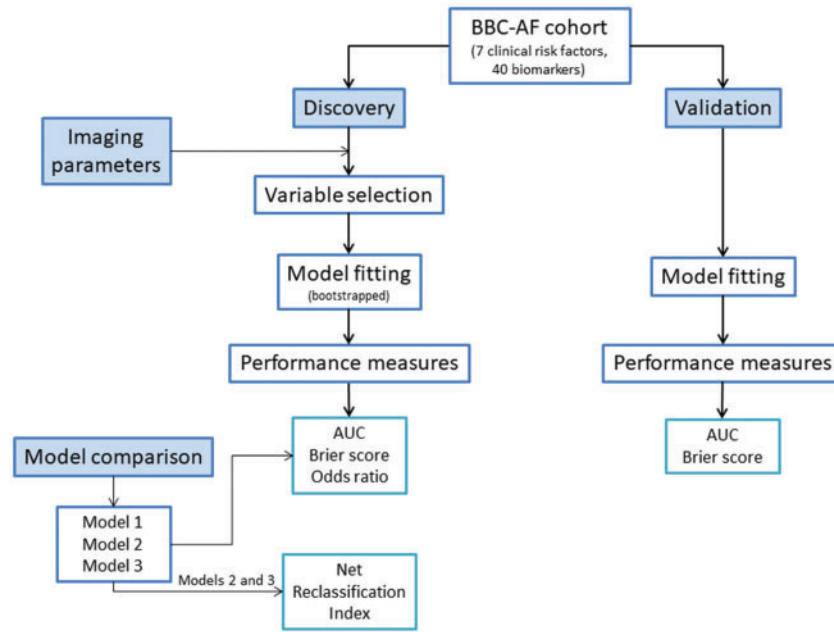 BBC-AF cohort
(7 clinical risk factors,
40 biomarkers)
Discovery
Validation
Imaging
parameters
Variable selection
Model fitting
(bootstrapped)
Model fitting
Performance measures
Performance measures
AUC
Brier score
Odds ratio
AUC
Brier score
Model comparison
Model 1
Model 2
Model 3
Models 2 and 3
Net
Reclassification
Index